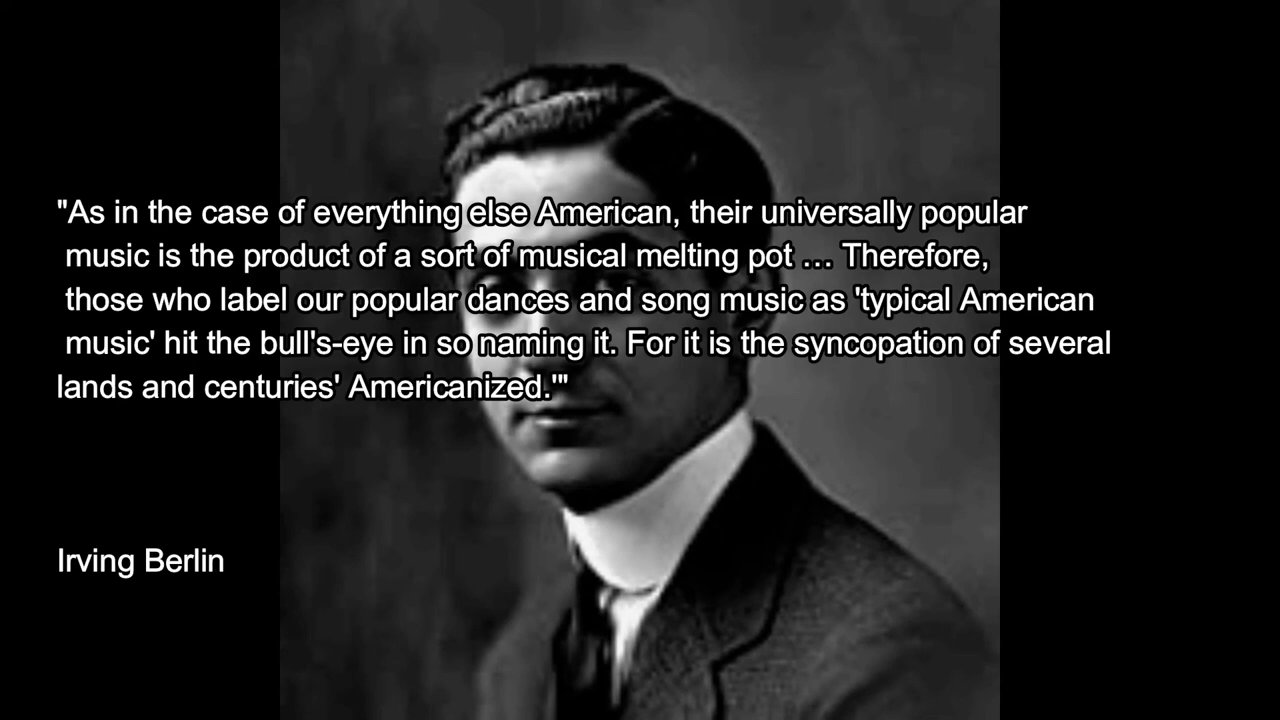 "As in the case of everything else American, their universally popular
music is the product of a sort of musical melting pot … Therefore,
those who label our popular dances and song music as 'typical American
music' hit the bull's-eye in so naming it. For it is the syncopation of several
lands and centuries' Americanized.'"
Irving Berlin